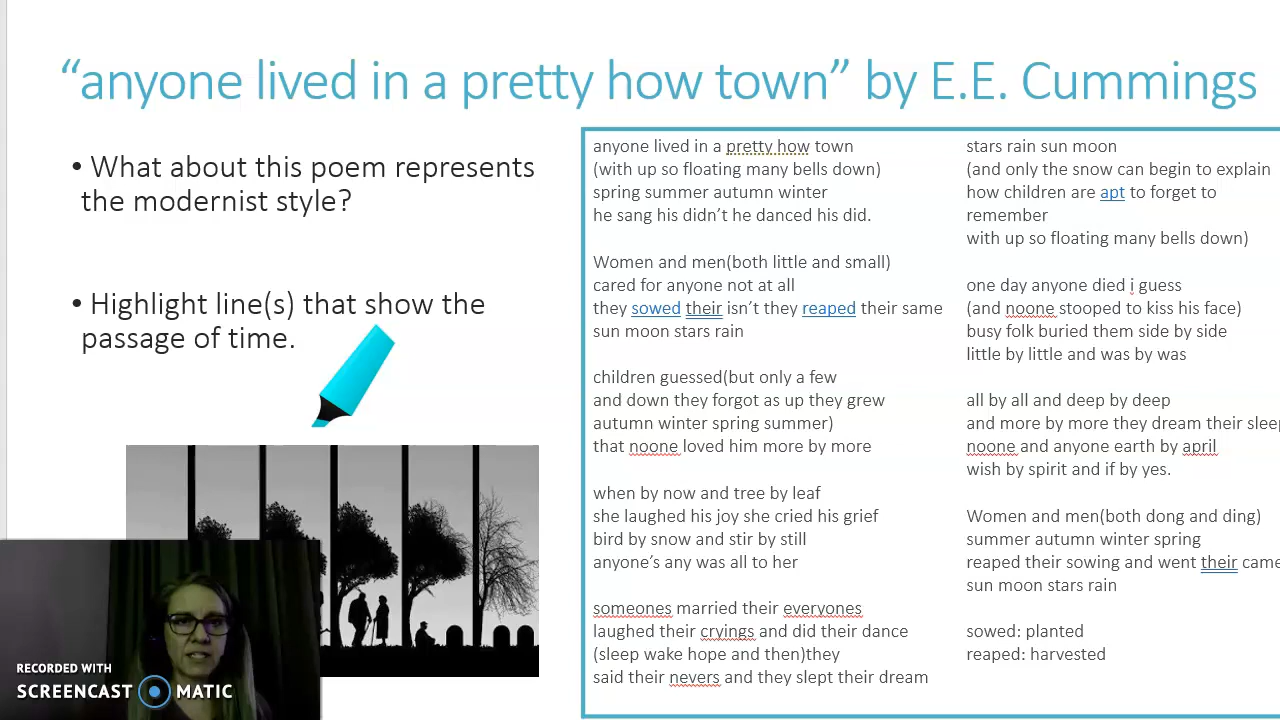 “anyone lived in a pretty how town” by E.E. Cummings
• What about this poem represents
the modernist style?
• Highlight line(s) that show the
passage of time.
anyone lived in a pretty how town
(with up so floating many bells down)
spring summer autumn winter
he sang his didn’t he danced his did.
Women and men(both little and small)
cared for anyone not at all
they sowed their isn’t they reaped their same
sun moon stars rain
children guessed(but only a few
and down they forgot as up they grew
autumn winter spring summer)
that noone loved him more by more
when by now and tree by leaf
she laughed his joy she cried his grief
bird by snow and stir by still
anyone’s any was all to her
someones married their everyones
laughed their cryings and did their dance
(sleep wake hope and then)they
said their nevers and they slept their dream
stars rain sun moon
(and only the snow can begin to explain
how children are apt to forget to
remember
with up so floating many bells down)
one day anyone died i guess
(and noone stooped to kiss his face)
busy folk buried them side by side
little by little and was by was
all by all and deep by deep
and more by more they dream their sleep
noone and anyone earth by april
wish by spirit and if by yes.
Women and men(both dong and ding)
summer autumn winter spring
reaped their sowing and went their came
sun moon stars rain
sowed: planted
reaped: harvested
RECORDED WITH
SCREENCAST MATIC